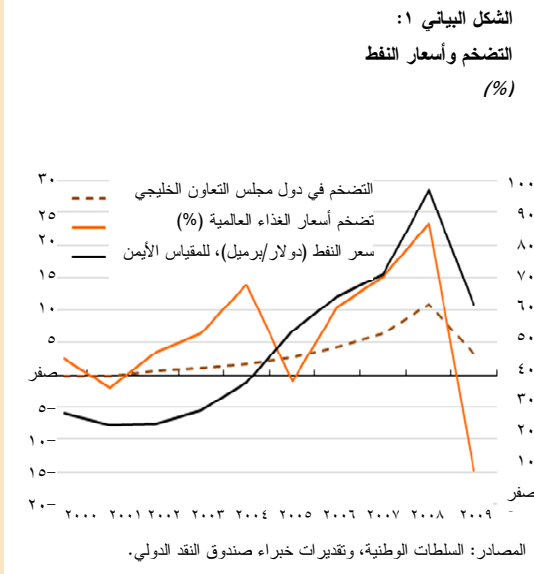 الشكل البياني ١:
التضخم وأسعار النفط
(%)
التضخم في دول مجلس التعاون الخليجي
تضخم أسعار الغذاء العالمية (%)
سعر النفط (دولار/برميل)، للمقياس الأيمن
٣٠
٢٥
٢٠
١٥
١٠
٥
صفر
٥−
١٠−
١٥−
٢٠−
١٠٠
٩٠
٨٠
٧٠
٦٠
٥٠
٤٠
٣٠
٢٠
١٠
صفر
٢٠٠٠ ٢٠٠١ ٢٠٠٢ ٢٠٠٣ ٢٠٠٤ ٢٠٠٥ ٢٠٠٦ ٢٠٠٧ ٢٠٠٨ ٢٠٠٩
المصادر: السلطات الوطنية، وتقديرات خبراء صندوق النقد الدولي.